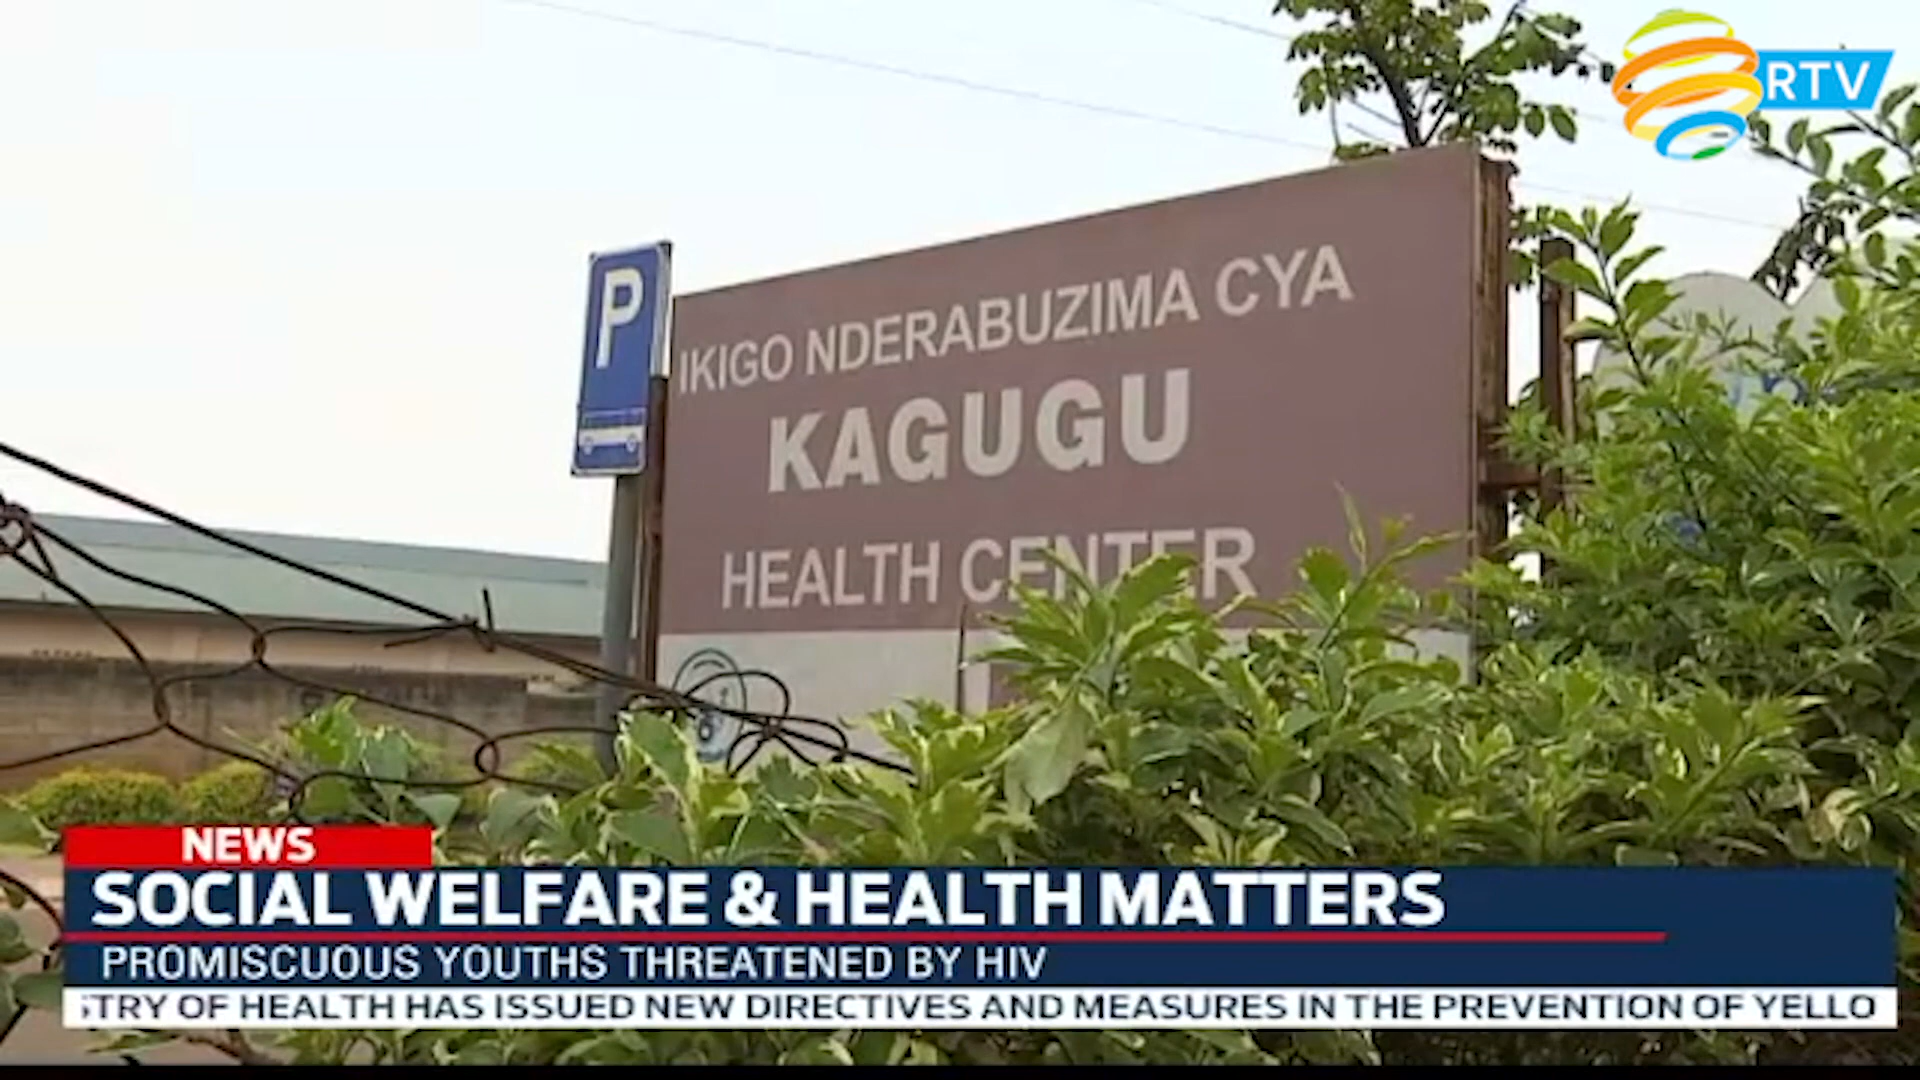 RTV
P
IKIGO NDERABUZIMA CYA
KAGUGU
HEALTH CENTER
NEWS
SOCIAL WELFARE & HEALTH MATTERS
PROMISCUOUS YOUTHS THREATENED BY HIV
TRY OF HEALTH HAS ISSUED NEW DIRECTIVES AND MEASURES IN THE PREVENTION OF YELLO